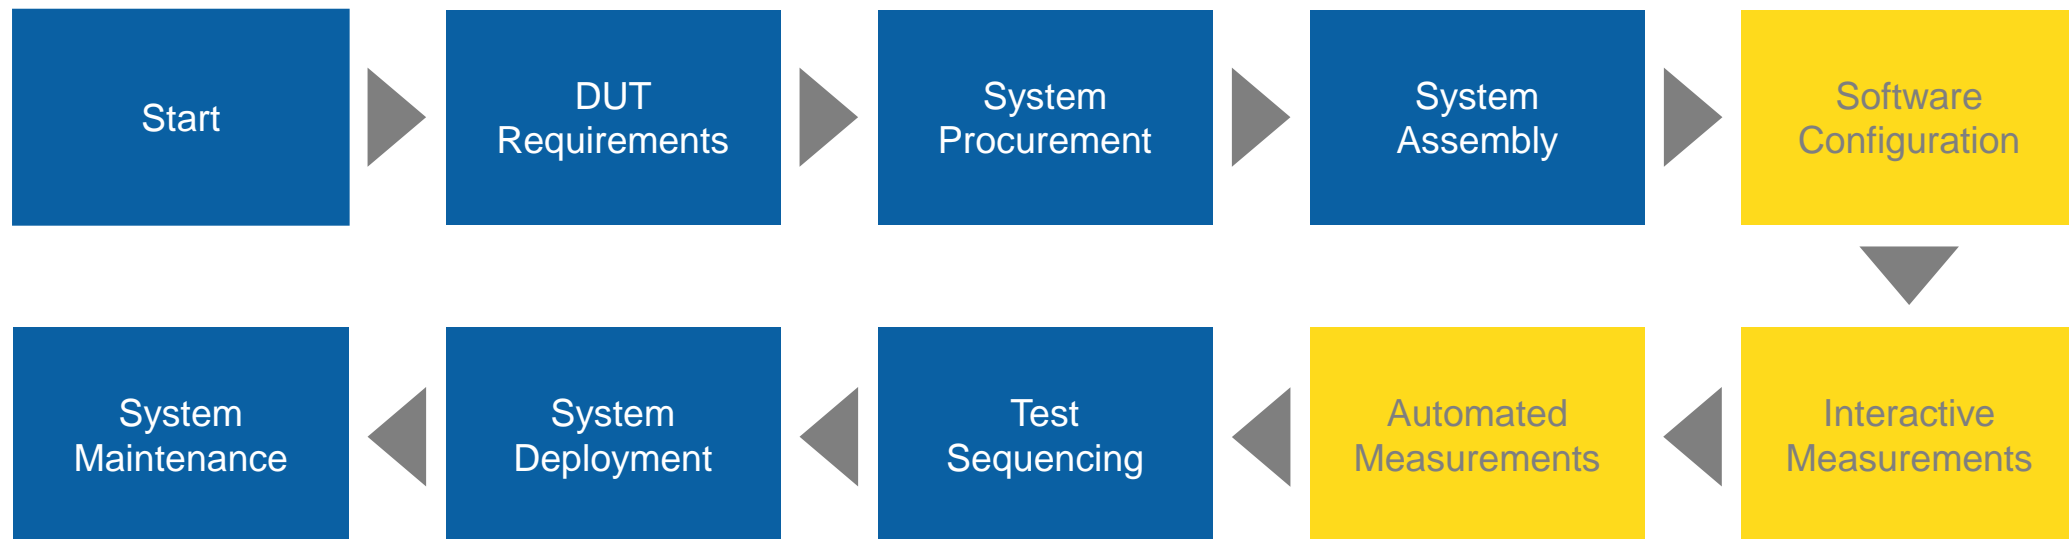 Start
DUT
Requirements
System
Procurement
System
Assembly
Software
Configuration
System
Maintenance
System
Deployment
Test
Sequencing
Automated
Measurements
Interactive
Measurements